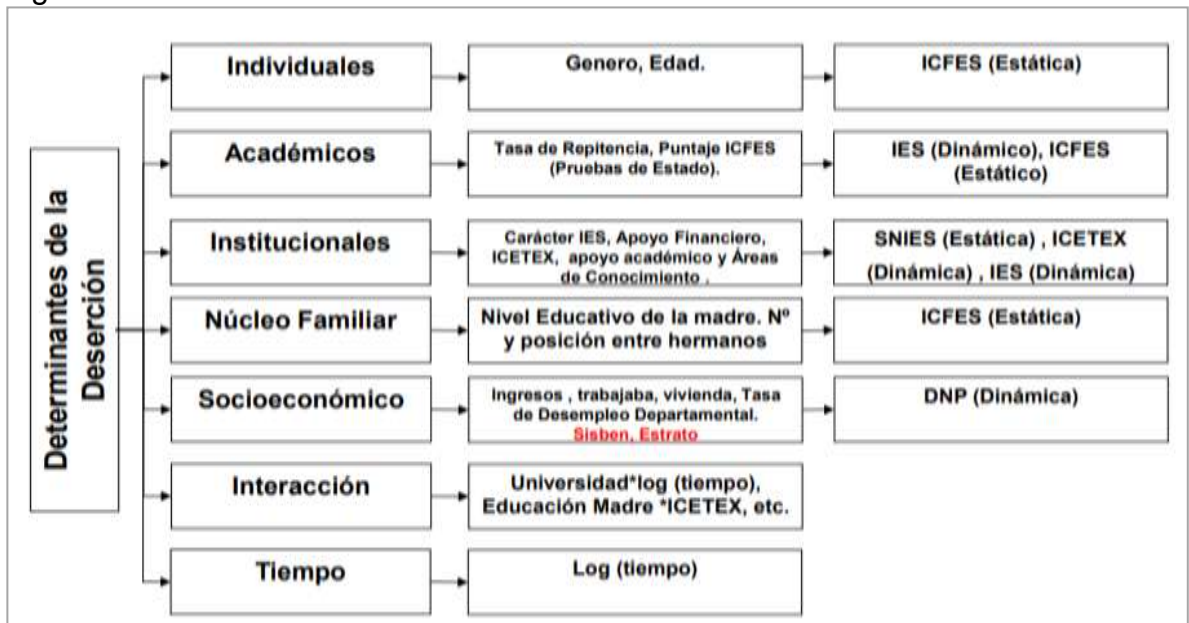 Determinantes de la
Deserción
Individuales
Genero, Edad.
ICFES (Estática)
Académicos
Tasa de Repitencia, Puntaje ICFES
(Pruebas de Estado).
IES (Dinámico), ICFES
(Estático)
Institucionales
Carácter IES, Apoyo Financiero,
ICETEX, apoyo académico y Áreas
de Conocimiento .
SNIES (Estática) , ICETEX
(Dinámica) , IES (Dinámica)
Núcleo Familiar
Nivel Educativo de la madre. Nº
y posición entre hermanos
ICFES (Estática)
Socioeconómico
Ingresos , trabajaba, vivienda, Tasa
de Desempleo Departamental.
Sisben, Estrato
DNP (Dinámica)
Interacción
Universidad*log (tiempo),
Educación Madre *ICETEX, etc.
Tiempo
Log (tiempo)